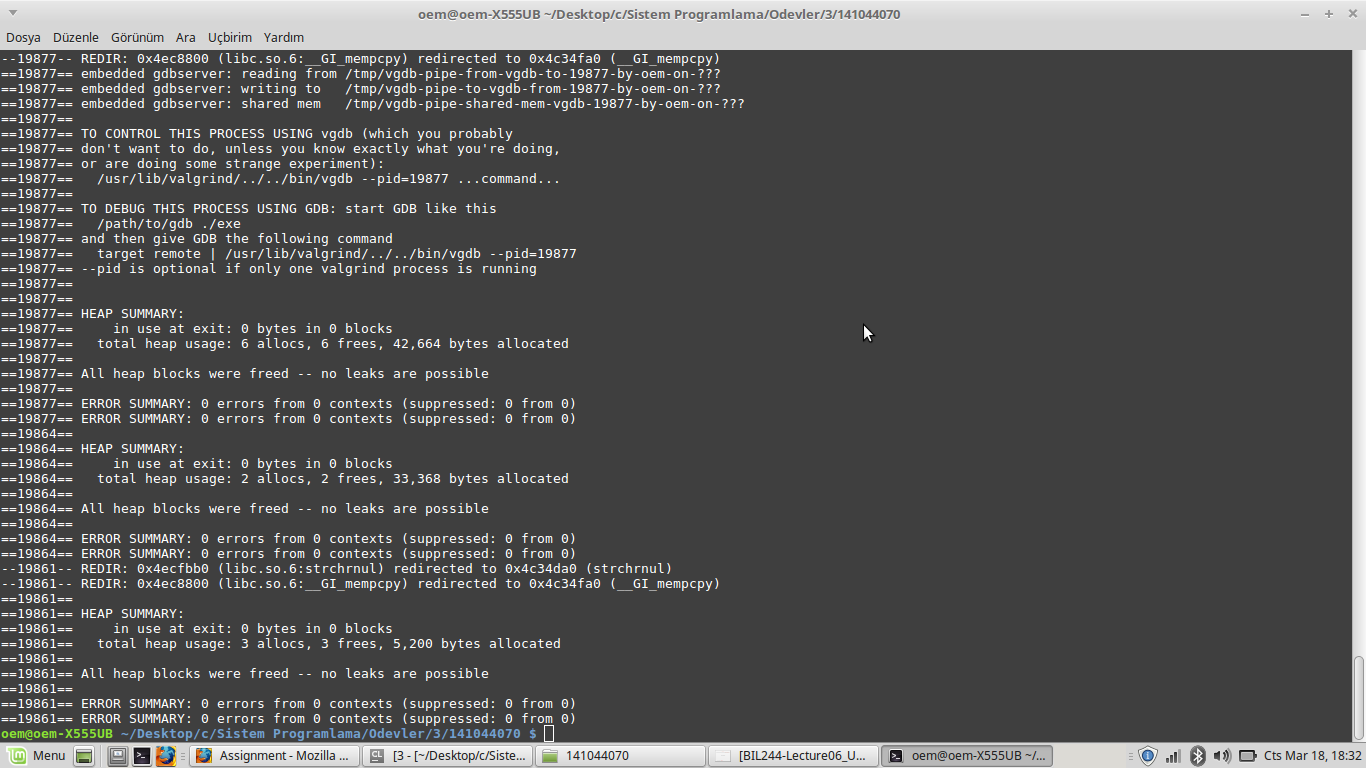 oem@oem-X555UB ~/Desktop/c/Sistem Programlama/Odevler/3/141044070
Dosya Düzenle Görünüm Ara Uçbirim Yardım
--19877-- REDIR: 0x4ec8800 (libc.so.6:__GI_mempcpy) redirected to 0x4c34fa0 (__GI_mempcpy)
==19877== embedded gdbserver: reading from /tmp/vgdb-pipe-from-vgdb-to-19877-by-oem-on-???
==19877== embedded gdbserver: writing to   /tmp/vgdb-pipe-to-vgdb-from-19877-by-oem-on-???
==19877== embedded gdbserver: shared mem   /tmp/vgdb-pipe-shared-mem-vgdb-19877-by-oem-on-???
==19877==
==19877== TO CONTROL THIS PROCESS USING vgdb (which you probably
==19877== don't want to do, unless you know exactly what you're doing,
==19877== or are doing some strange experiment):
==19877==   /usr/lib/valgrind/../../bin/vgdb --pid=19877 ...command...
==19877==
==19877== TO DEBUG THIS PROCESS USING GDB: start GDB like this
==19877==   /path/to/gdb ./exe
==19877== and then give GDB the following command
==19877==   target remote | /usr/lib/valgrind/../../bin/vgdb --pid=19877
==19877== --pid is optional if only one valgrind process is running
==19877==
==19877==
==19877== HEAP SUMMARY:
==19877==     in use at exit: 0 bytes in 0 blocks
==19877==   total heap usage: 6 allocs, 6 frees, 42,664 bytes allocated
==19877==
==19877== All heap blocks were freed -- no leaks are possible
==19877==
==19877== ERROR SUMMARY: 0 errors from 0 contexts (suppressed: 0 from 0)
==19877== ERROR SUMMARY: 0 errors from 0 contexts (suppressed: 0 from 0)
==19864==
==19864== HEAP SUMMARY:
==19864==     in use at exit: 0 bytes in 0 blocks
==19864==   total heap usage: 2 allocs, 2 frees, 33,368 bytes allocated
==19864==
==19864== All heap blocks were freed -- no leaks are possible
==19864==
==19864== ERROR SUMMARY: 0 errors from 0 contexts (suppressed: 0 from 0)
==19864== ERROR SUMMARY: 0 errors from 0 contexts (suppressed: 0 from 0)
--19861-- REDIR: 0x4ecfbb0 (libc.so.6:strchrnul) redirected to 0x4c34da0 (strchrnul)
--19861-- REDIR: 0x4ec8800 (libc.so.6:__GI_mempcpy) redirected to 0x4c34fa0 (__GI_mempcpy)
==19861==
==19861== HEAP SUMMARY:
==19861==     in use at exit: 0 bytes in 0 blocks
==19861==   total heap usage: 3 allocs, 3 frees, 5,200 bytes allocated
==19861==
==19861== All heap blocks were freed -- no leaks are possible
==19861==
==19861== ERROR SUMMARY: 0 errors from 0 contexts (suppressed: 0 from 0)
==19861== ERROR SUMMARY: 0 errors from 0 contexts (suppressed: 0 from 0)
oem@oem-X555UB ~/Desktop/c/Sistem Programlama/Odevler/3/141044070 $
Menu Assignment - Mozilla ... CL [3 - [~/Desktop/c/Siste... 141044070 [BIL244-Lecture06_U... oem@oem-X555UB ~/... Cts Mar 18, 18:32